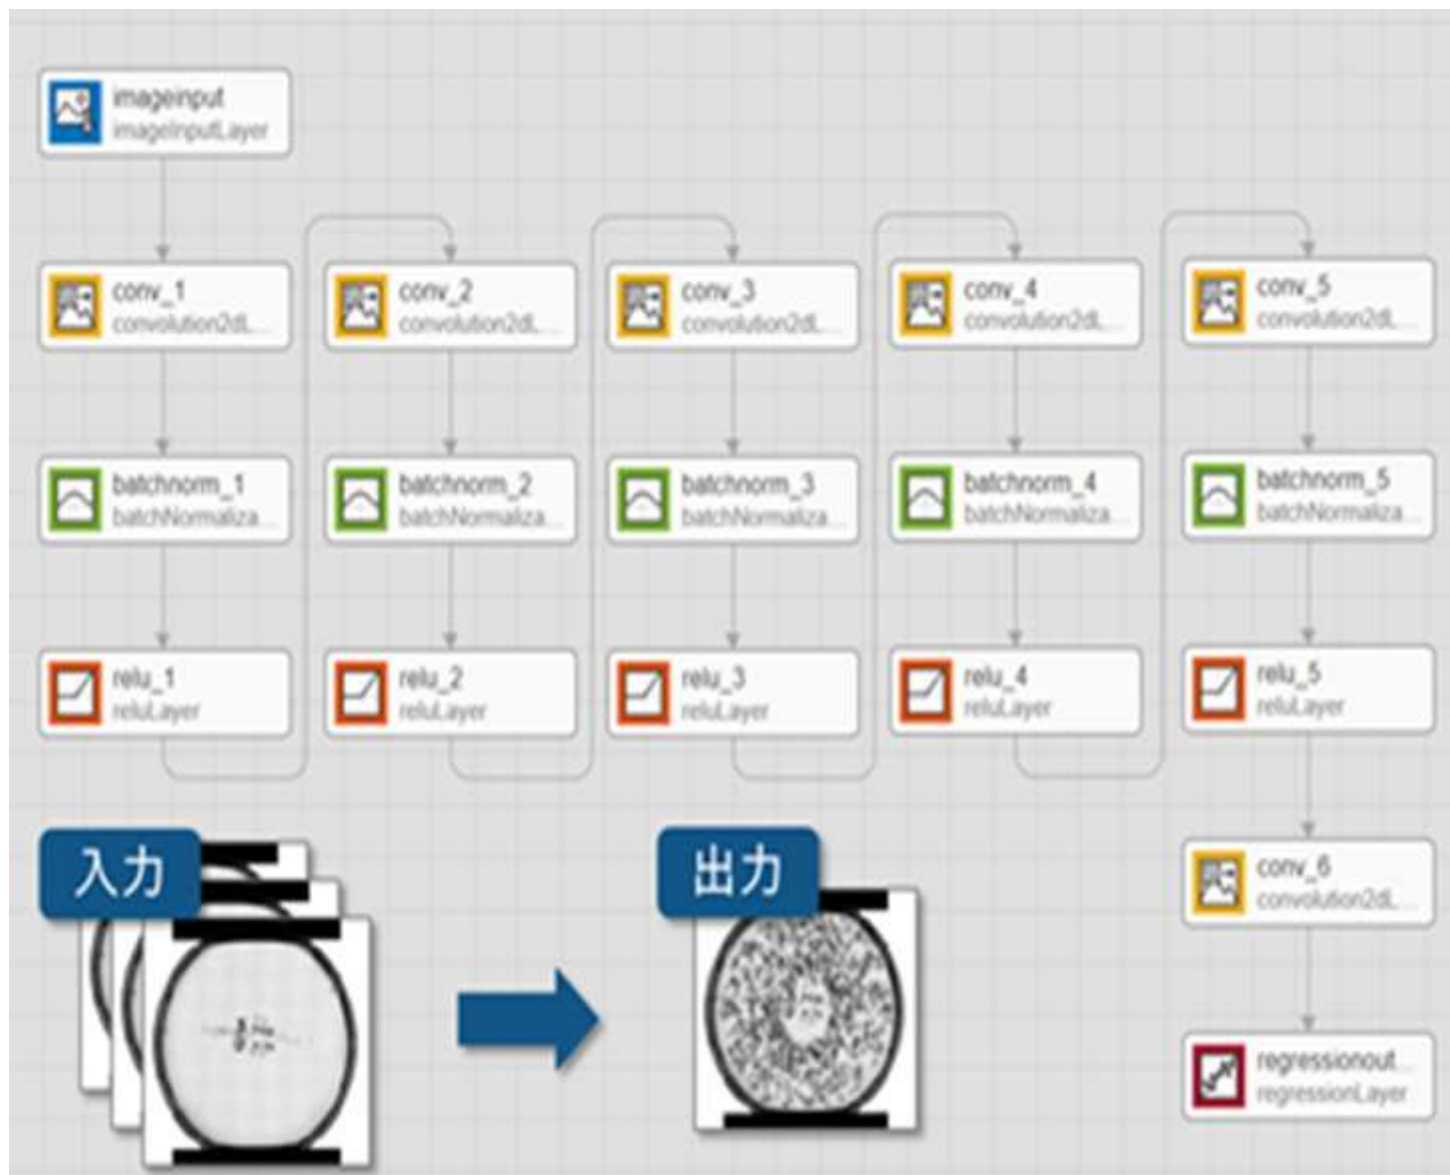 imageinput
imageInputLayer
conv_1
convolution2dL...
batchnorm_1
batchNormaliza...
relu_1
reluLayer
conv_2
convolution2dL...
batchnorm_2
batchNormaliza...
relu_2
reluLayer
conv_3
convolution2dL...
batchnorm_3
batchNormaliza...
relu_3
reluLayer
conv_4
convolution2dL...
batchnorm_4
batchNormaliza...
relu_4
reluLayer
conv_5
convolution2dL...
batchnorm_5
batchNormaliza...
relu_5
reluLayer
conv_6
convolution2dL...
regressionout...
regressionLayer
入力
出力